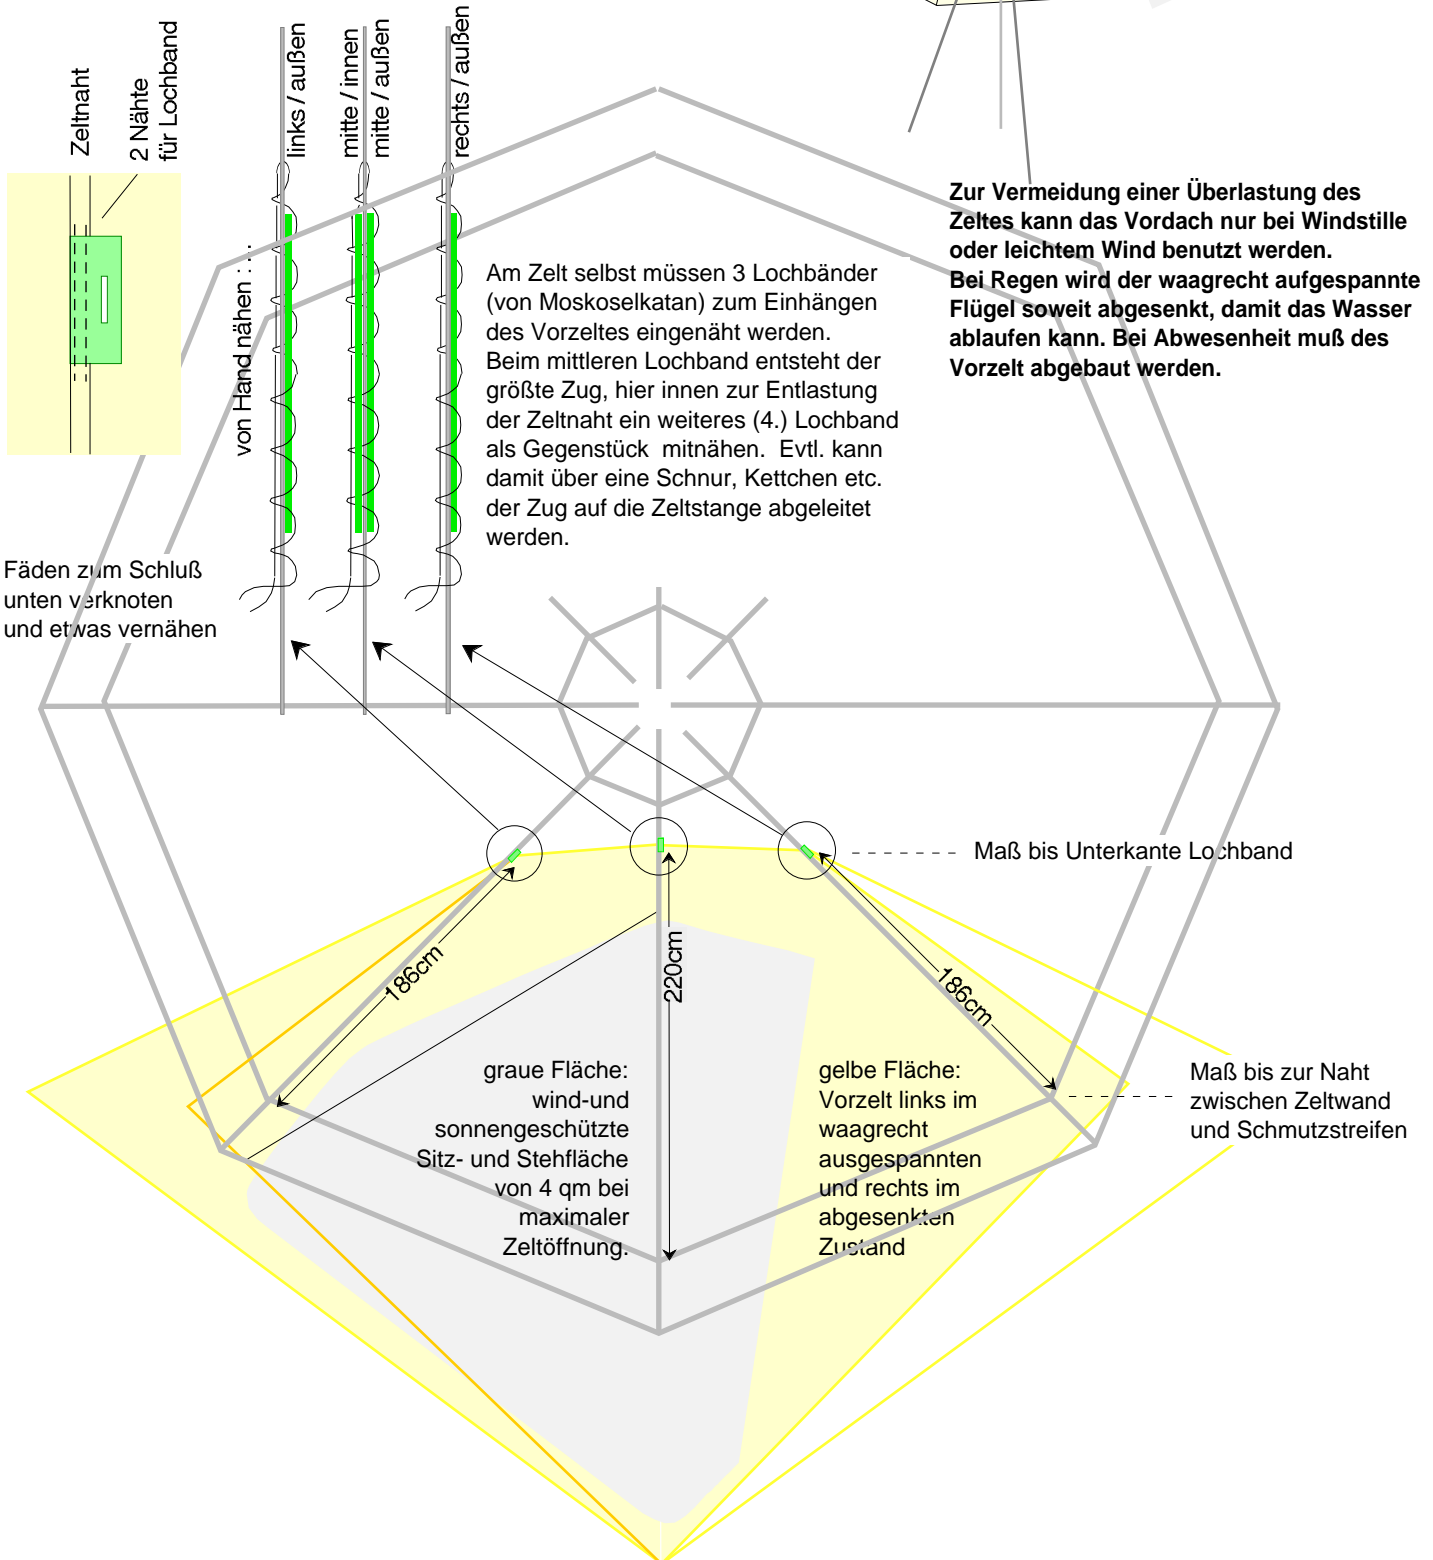 Zeltnaht
2 Nähte
für Lochband
links / außen
mitte / innen
mitte / außen
rechts / außen
von Hand nähen : ...
Zur Vermeidung einer Überlastung des
Zeltes kann das Vordach nur bei Windstille
oder leichtem Wind benutzt werden.
Bei Regen wird der waagrecht aufgespannte
Flügel soweit abgesenkt, damit das Wasser
ablaufen kann. Bei Abwesenheit muß des
Vorzelt abgebaut werden.
Am Zelt selbst müssen 3 Lochbänder
(von Moskoselkatan) zum Einhängen
des Vorzeltes eingenäht werden.
Beim mittleren Lochband entsteht der
größte Zug, hier innen zur Entlastung
der Zeltnaht ein weiteres (4.) Lochband
als Gegenstück mitnähen. Evtl. kann
damit über eine Schnur, Kettchen etc.
der Zug auf die Zeltstange abgeleitet
werden.
Fäden zum Schluß
unten verknoten
und etwas vernähen
Maß bis Unterkante Lochband
186cm
220cm
186cm
graue Fläche:
wind-und
sonnengeschützte
Sitz- und Stehfläche
von 4 qm bei
maximaler
Zeltöffnung.
gelbe Fläche:
Vorzelt links im
waagrecht
ausgespannten
und rechts im
abgesenkten
Zustand
Maß bis zur Naht
zwischen Zeltwand
und Schmutzstreifen